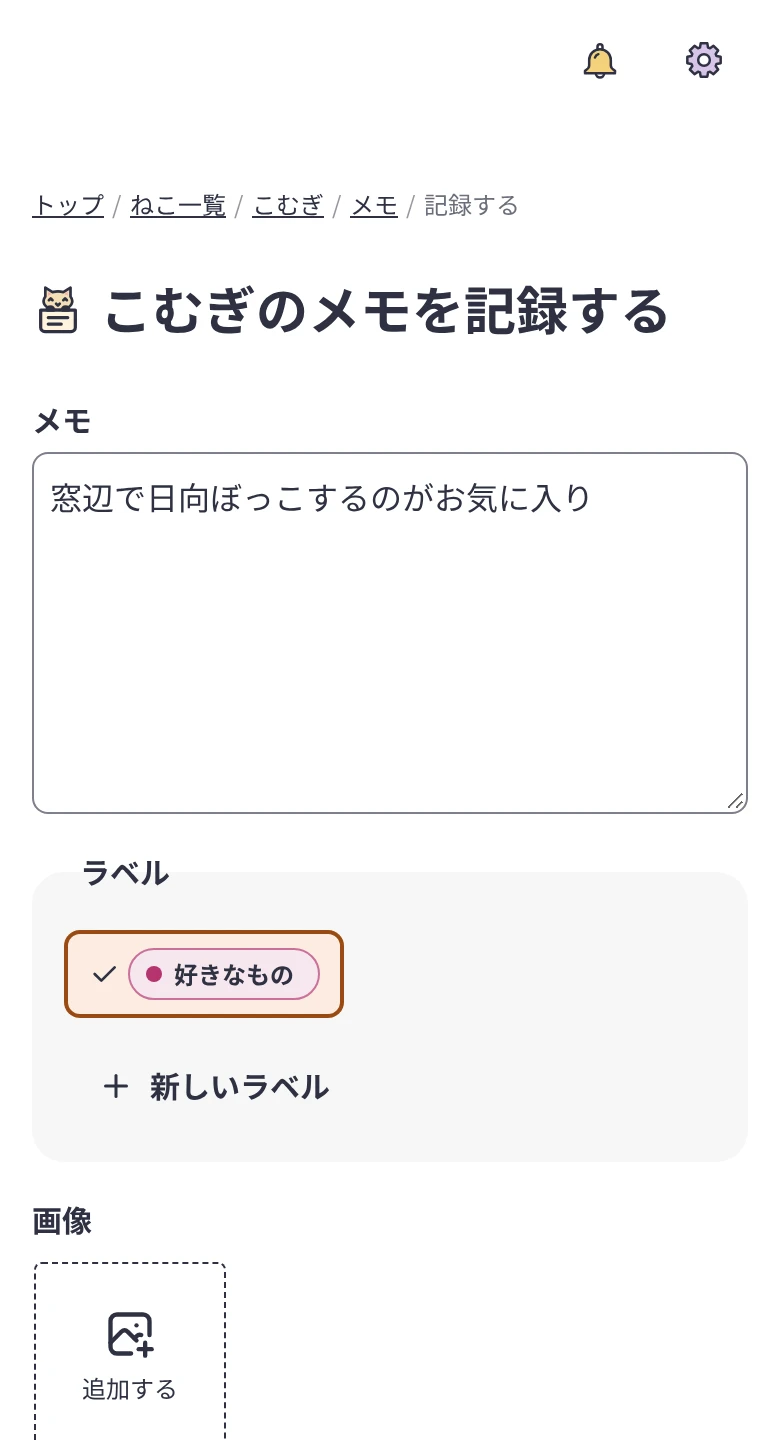 トップ / ねこ一覧 / こむぎ / メモ / 記録する
こむぎのメモを記録する
メモ
窓辺で日向ぼっこするのがお気に入り
ラベル
好きなもの
新しいラベル
画像
追加する